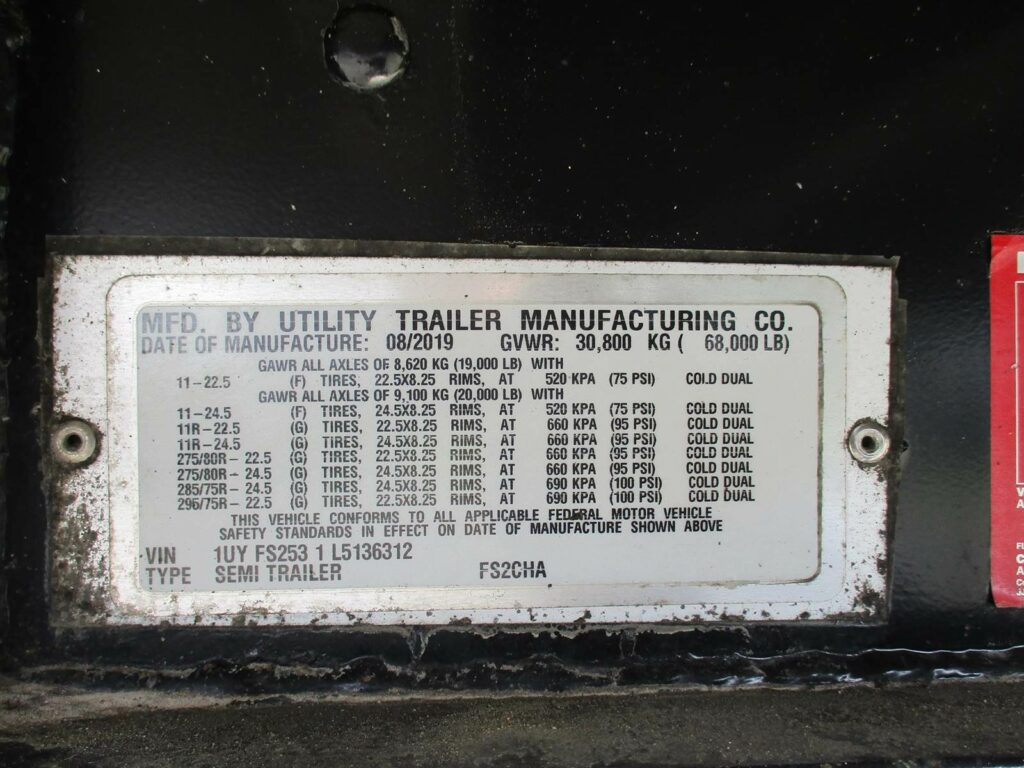 MFD. BY UTILITY TRAILER MANUFACTURING CO.
DATE OF MANUFACTURE: 08/2019 GVWR: 30,800 KG ( 68,000 LB)
GAWR ALL AXLES OF 8,620 KG (19,000 LB) WITH
11-22.5 (F) TIRES, 22.5X8.25 RIMS, AT 520 KPA (75 PSI) COLD DUAL
GAWR ALL AXLES OF 9,100 KG (20,000 LB) WITH
11-24.5 (F) TIRES, 24.5X8.25 RIMS, AT 520 KPA (75 PSI) COLD DUAL
11R-22.5 (G) TIRES, 22.5X8.25 RIMS, AT 660 KPA (95 PSI) COLD DUAL
11R-24.5 (G) TIRES, 24.5X8.25 RIMS, AT 660 KPA (95 PSI) COLD DUAL
275/80R-22.5 (G) TIRES, 22.5X8.25 RIMS, AT 660 KPA (95 PSI) COLD DUAL
275/80R-24.5 (G) TIRES, 24.5X8.25 RIMS, AT 660 KPA (95 PSI) COLD DUAL
285/75R-24.5 (G) TIRES, 24.5X8.25 RIMS, AT 690 KPA (100 PSI) COLD DUAL
296/75R-22.5 (G) TIRES, 22.5X8.25 RIMS, AT 690 KPA (100 PSI) COLD DUAL
THIS VEHICLE CONFORMS TO ALL APPLICABLE FEDERAL MOTOR VEHICLE
SAFETY STANDARDS IN EFFECT ON DATE OF MANUFACTURE SHOWN ABOVE
VIN 1UY FS253 1 L5136312
TYPE SEMI TRAILER FS2CHA